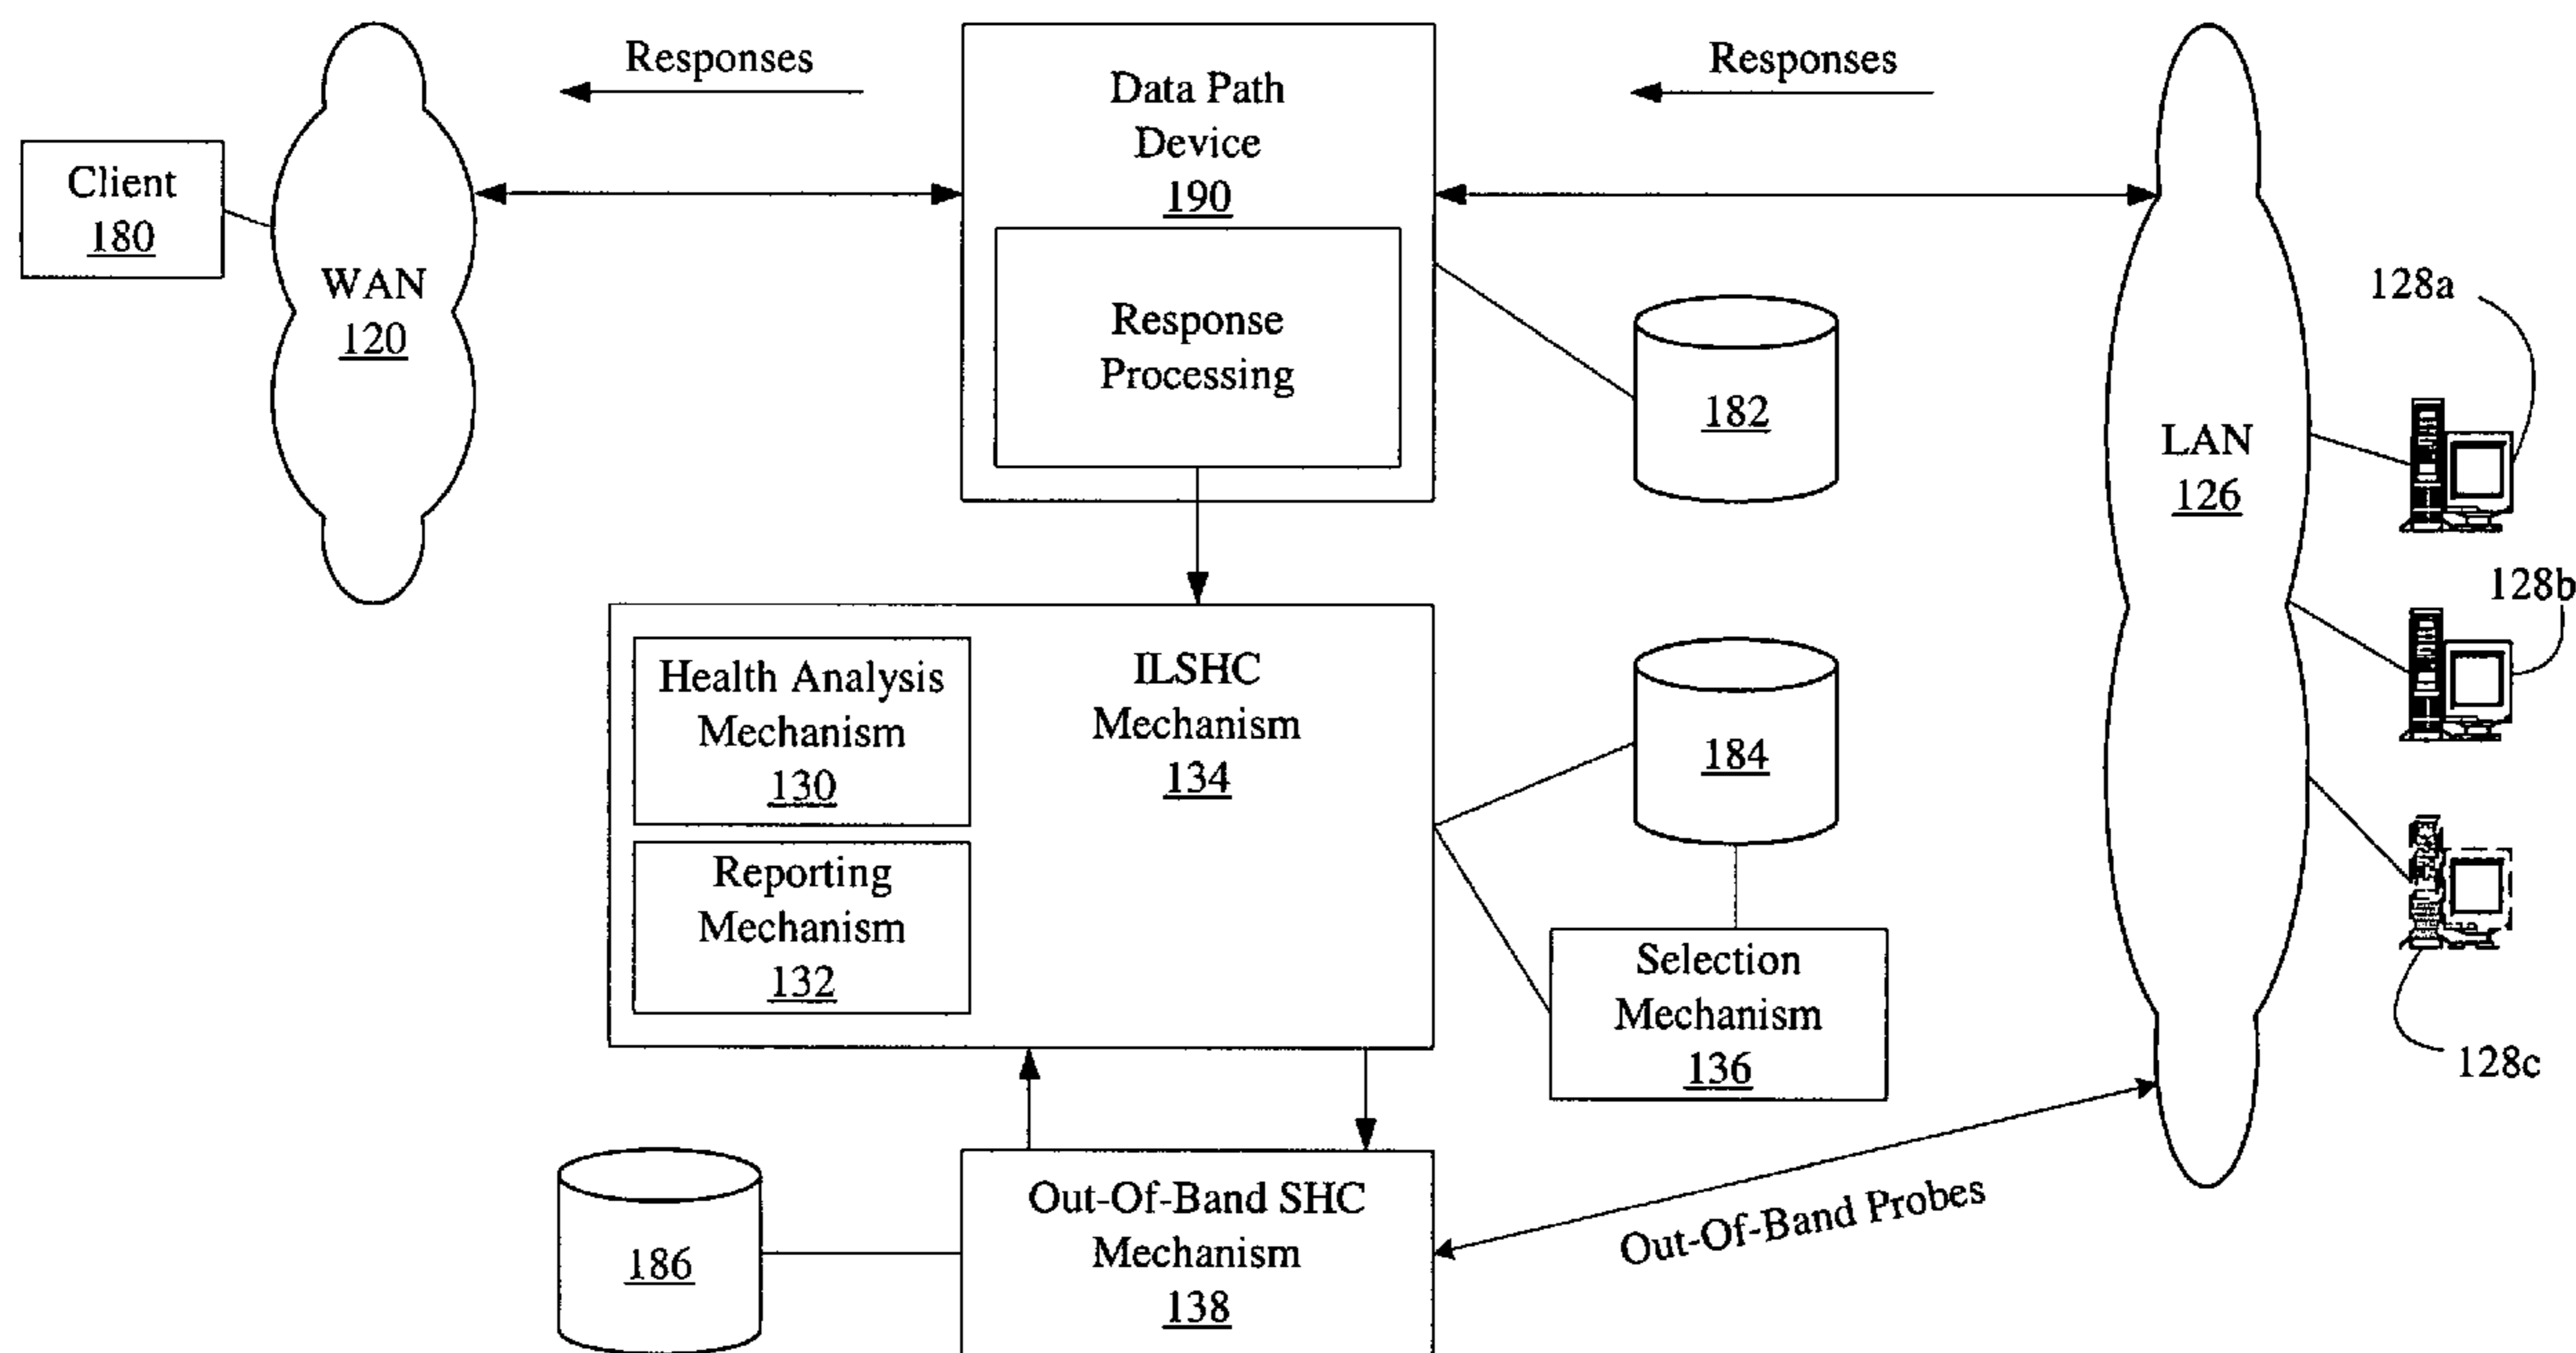 Responses
Responses
Data Path
Device
190
Client
180
WAN
120
Response
Processing
182
LAN
126
128a
128b
128c
Health Analysis
Mechanism
130
Reporting
Mechanism
132
ILSHC
Mechanism
134
184
Selection
Mechanism
136
Out-Of-Band SHC
Mechanism
138
186
Out-Of-Band Probes